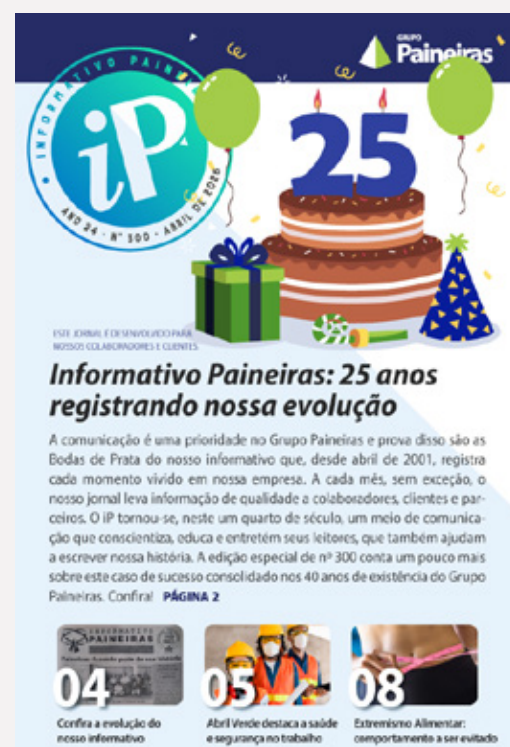 GRUPO
Paineiras
INFORMATIVO PAINEIRAS
iP
ANO 24 - Nº 300 - ABRIL DE 2026
25
ESTE JORNAL É DESENVOLVIDO PARA
NOSSOS COLABORADORES E CLIENTES
Informativo Paineiras: 25 anos
registrando nossa evolução
A comunicação é uma prioridade no Grupo Paineiras e prova disso são as
Bodas de Prata do nosso informativo que, desde abril de 2001, registra
cada momento vivido em nossa empresa. A cada mês, sem exceção, o
nosso jornal leva informação de qualidade a colaboradores, clientes e par-
ceiros. O iP tornou-se, neste um quarto de século, um meio de comunica-
ção que conscientiza, educa e entretém seus leitores, que também ajudam
a escrever nossa história. A edição especial de nº 300 conta um pouco mais
sobre este caso de sucesso consolidado nos 40 anos de existência do Grupo
Paineiras. Confira! PÁGINA 2
INFORMATIVO
PAINEIRAS
04
Confira a evolução do
nosso informativo
05
Abril Verde destaca a saúde
e segurança no trabalho
08
Extremismo Alimentar:
comportamento a ser evitado